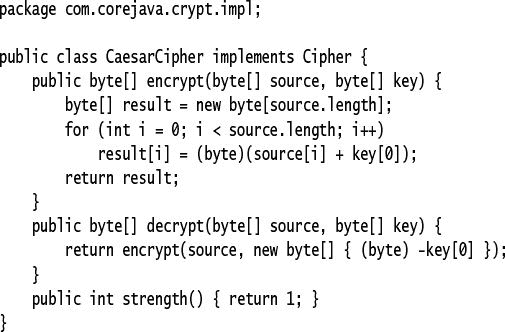 package com.corejava.crypt.impl;
public class CaesarCipher implements Cipher {
public byte[] encrypt(byte[] source, byte[] key) {
byte[] result = new byte[source.length];
for (int i = 0; i < source.length; i++)
result[i] = (byte)(source[i] + key[0]);
return result;
}
public byte[] decrypt(byte[] source, byte[] key) {
return encrypt(source, new byte[] { (byte) -key[0] });
}
public int strength() { return 1; }
}